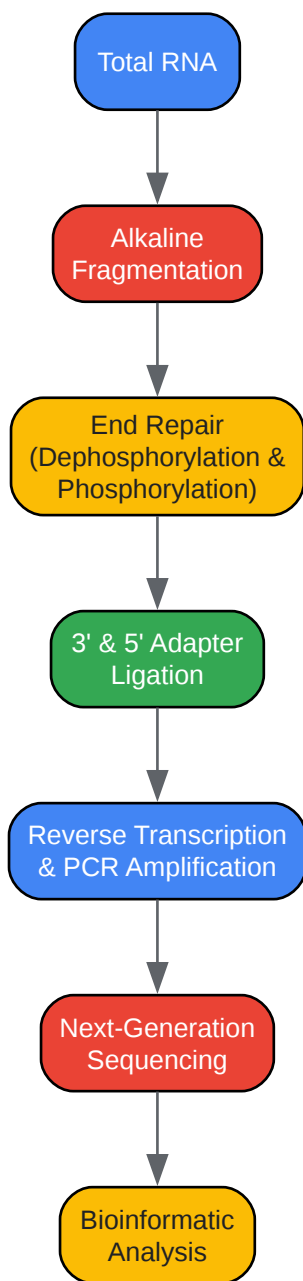 Total RNA
Alkaline
Fragmentation
End Repair
(Dephosphorylation &
Phosphorylation)
3' & 5' Adapter
Ligation
Reverse Transcription
& PCR Amplification
Next-Generation
Sequencing
Bioinformatic
Analysis